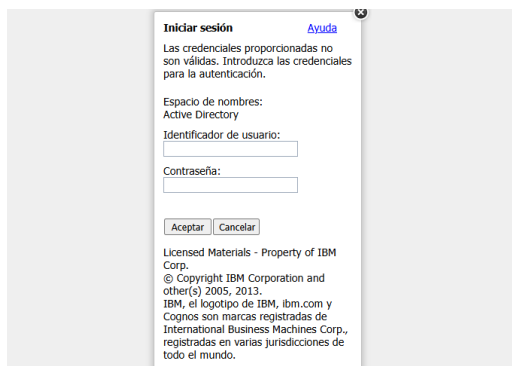 Iniciar sesión Ayuda
Las credenciales proporcionadas no
son válidas. Introduzca las credenciales
para la autenticación.
Espacio de nombres:
Active Directory
Identificador de usuario:
Contraseña:
Aceptar Cancelar
Licensed Materials - Property of IBM
Corp.
© Copyright IBM Corporation and
other(s) 2005, 2013.
IBM, el logotipo de IBM, ibm.com y
Cognos son marcas registradas de
International Business Machines Corp.,
registradas en varias jurisdicciones de
todo el mundo.